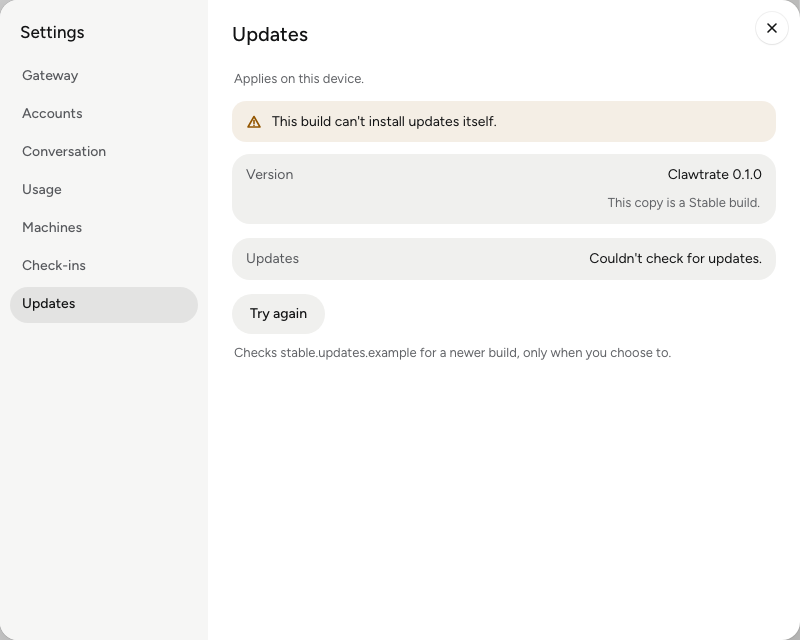 Settings
Gateway
Accounts
Conversation
Usage
Machines
Check-ins
Updates
Updates
Applies on this device.
This build can't install updates itself.
Version
Clawtrate 0.1.0
This copy is a Stable build.
Updates
Couldn't check for updates.
Try again
Checks stable.updates.example for a newer build, only when you choose to.